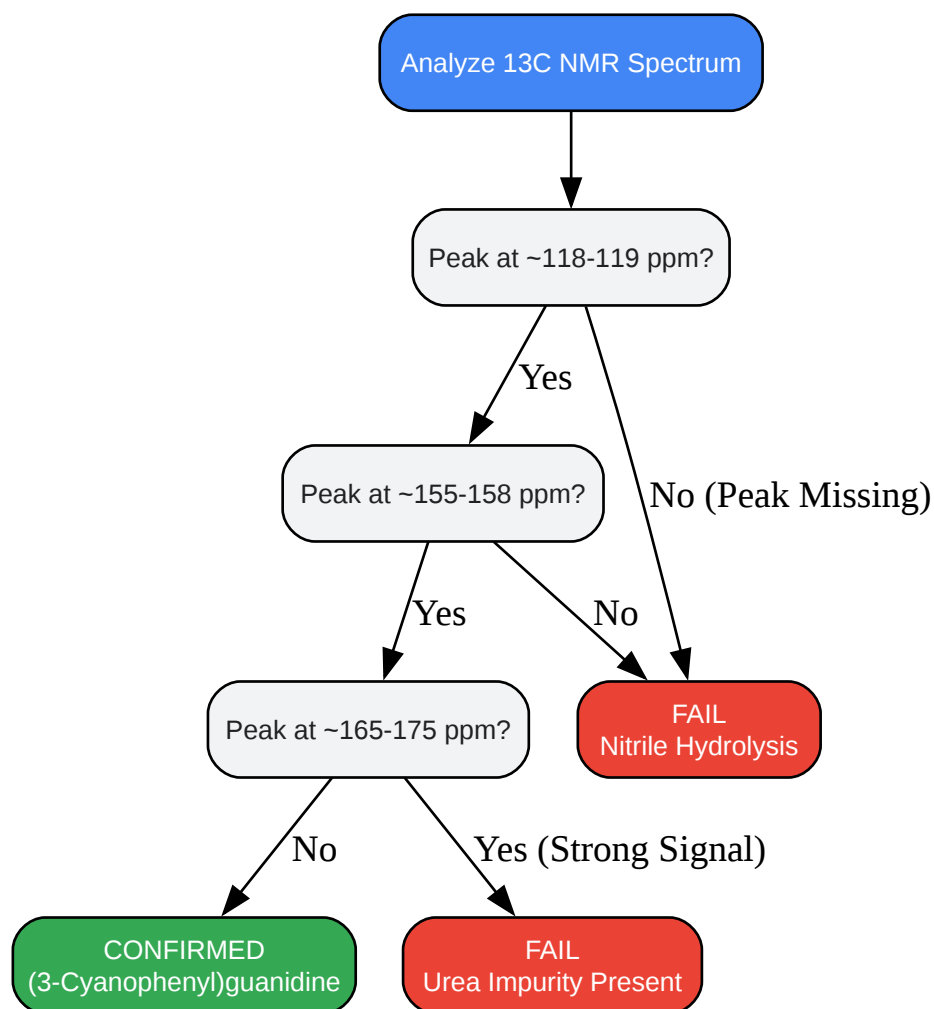 Analyze 13C NMR Spectrum
Peak at ~118-119 ppm?
Yes
Peak at ~155-158 ppm?
No (Peak Missing)
Yes
No
Peak at ~165-175 ppm?
FAIL
Nitrile Hydrolysis
No
Yes (Strong Signal)
CONFIRMED
(3-Cyanophenyl)guanidine
FAIL
Urea Impurity Present